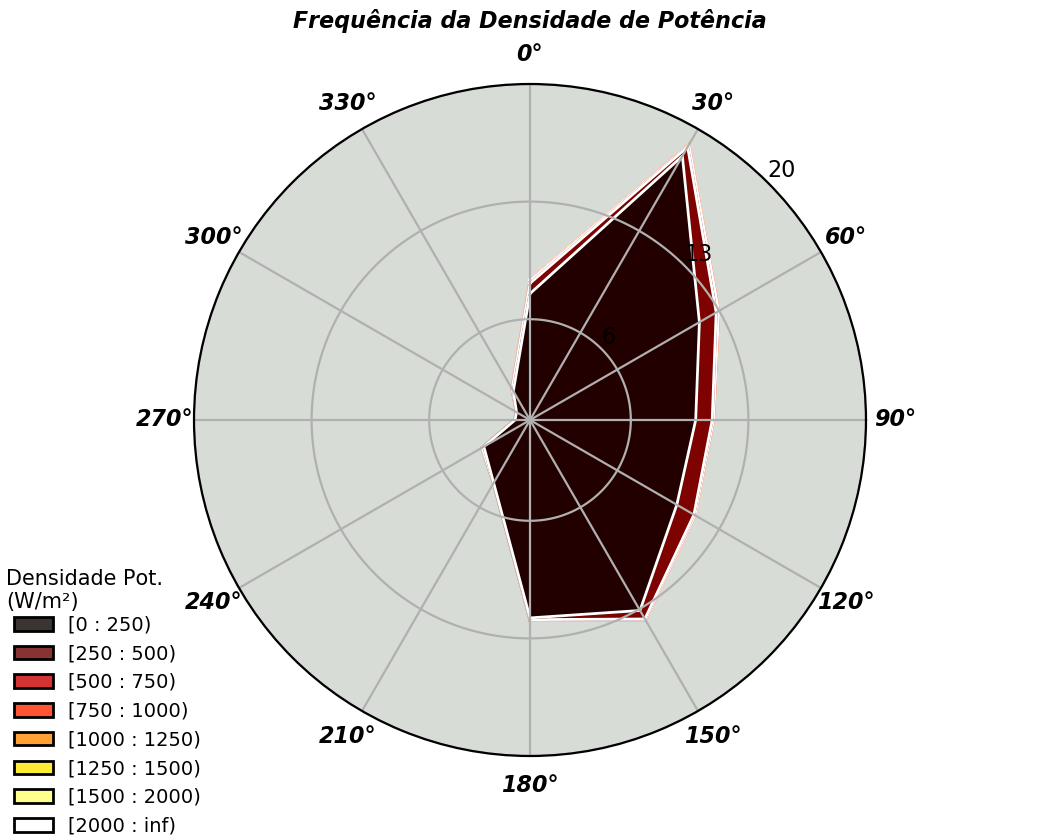 Frequência da Densidade de Potência
0°
330°
30°
20
300°
60°
13
6
270°
90°
Densidade Pot.
(W/m²)
240°
120°
[0 : 250)
[250 : 500)
[500 : 750)
[750 : 1000)
[1000 : 1250)
[1250 : 1500)
[1500 : 2000)
[2000 : inf)
210°
150°
180°